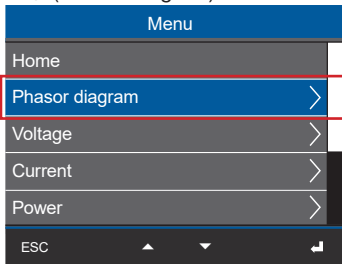 Menu
Home
Phasor diagram
Voltage
Current
Power
ESC